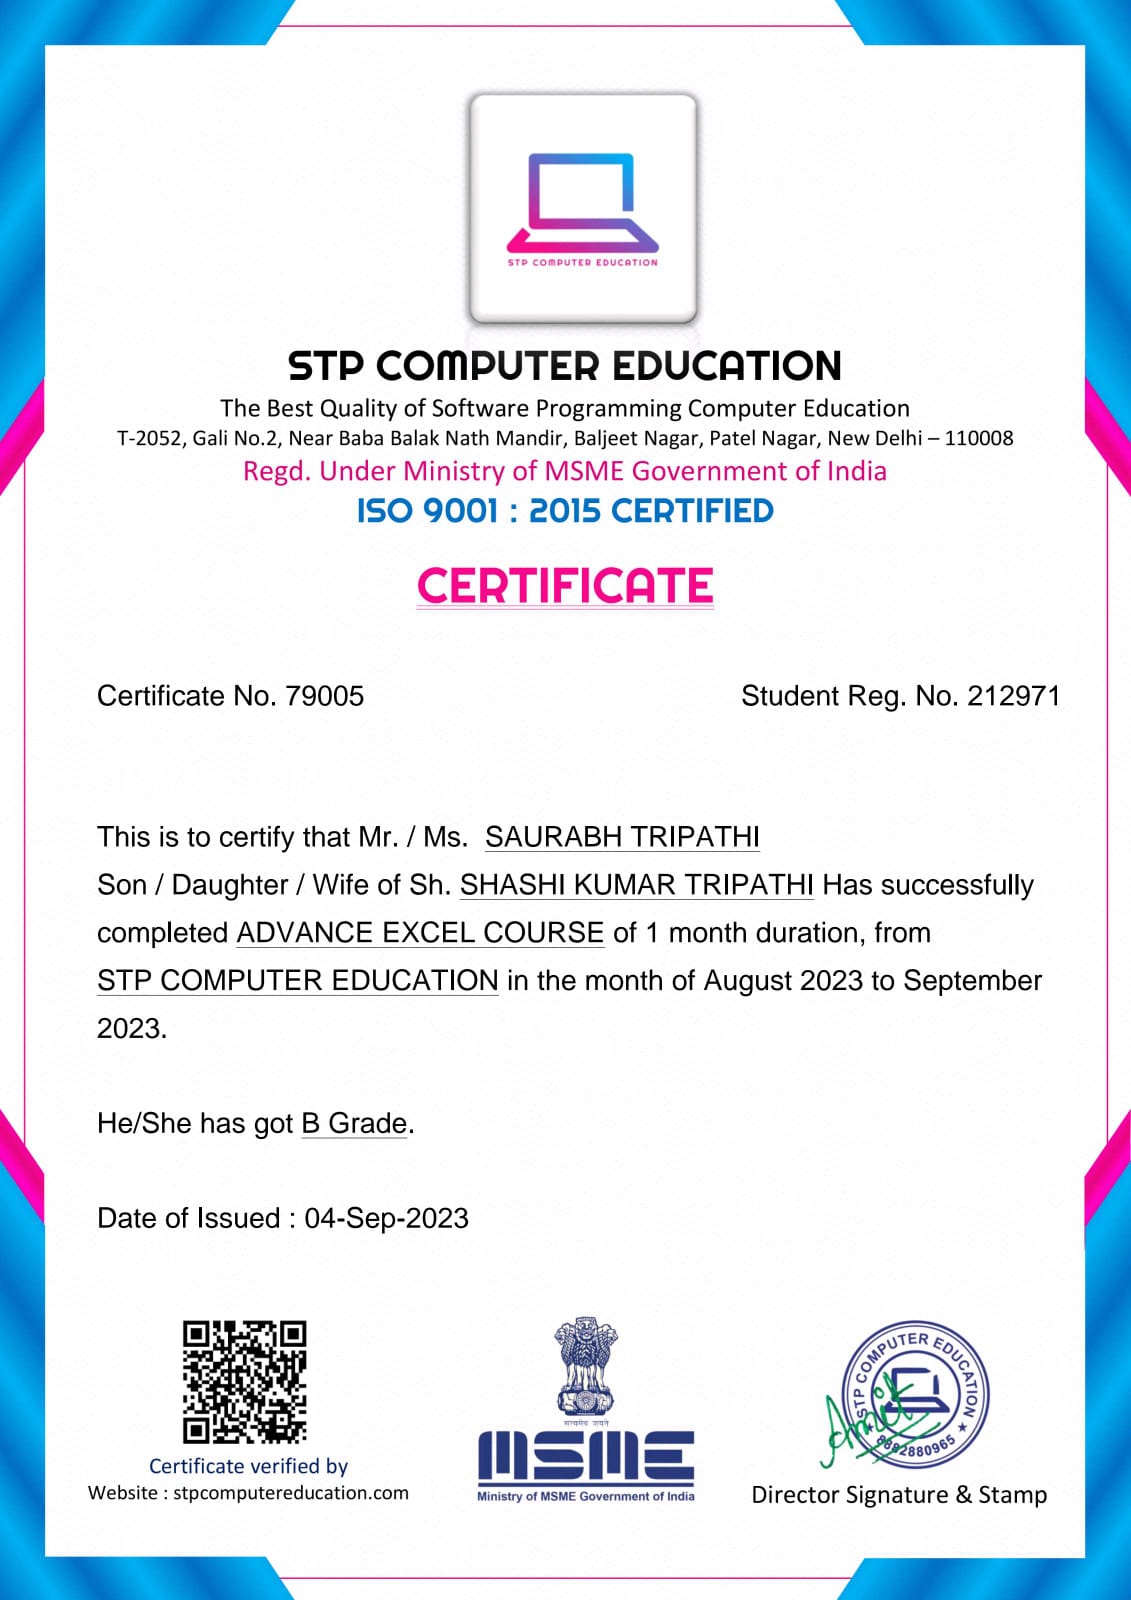 STP COMPUTER EDUCATION
STP COMPUTER EDUCATION
The Best Quality of Software Programming Computer Education
T-2052, Gali No.2, Near Baba Balak Nath Mandir, Baljeet Nagar, Patel Nagar, New Delhi – 110008
Regd. Under Ministry of MSME Government of India
ISO 9001 : 2015 CERTIFIED
CERTIFICATE
Certificate No. 79005
Student Reg. No. 212971
This is to certify that Mr. / Ms. SAURABH TRIPATHI
Son / Daughter / Wife of Sh. SHASHI KUMAR TRIPATHI Has successfully
completed ADVANCE EXCEL COURSE of 1 month duration, from
STP COMPUTER EDUCATION in the month of August 2023 to September
2023.
He/She has got B Grade.
Date of Issued : 04-Sep-2023
Certificate verified by
Website : stpcomputereducation.com
सत्यमेव जयते
MSME
Ministry of MSME Government of India
STP COMPUTER EDUCATION
8882880965
Amit
Director Signature & Stamp